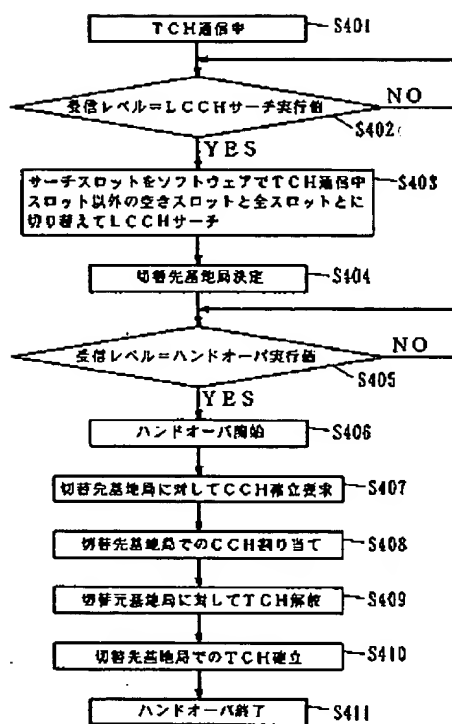 TCH通信中 S401
受信レベル=LCCHサーチ実行値 NO
S402
YES
サーチスロットをソフトウェアでTCH通信中 S403
スロット以外の空きスロットと全スロットとに
切り替えてLCCHサーチ
切替先基地局決定 S404
受信レベル=ハンドオーバ実行値 NO
S405
YES
ハンドオーバ開始 S406
切替先基地局に対してCCH確立要求 S407
切替先基地局でのCCH割り当て S408
切替元基地局に対してTCH解放 S409
切替先基地局でのTCH確立 S410
ハンドオーバ終了 S411